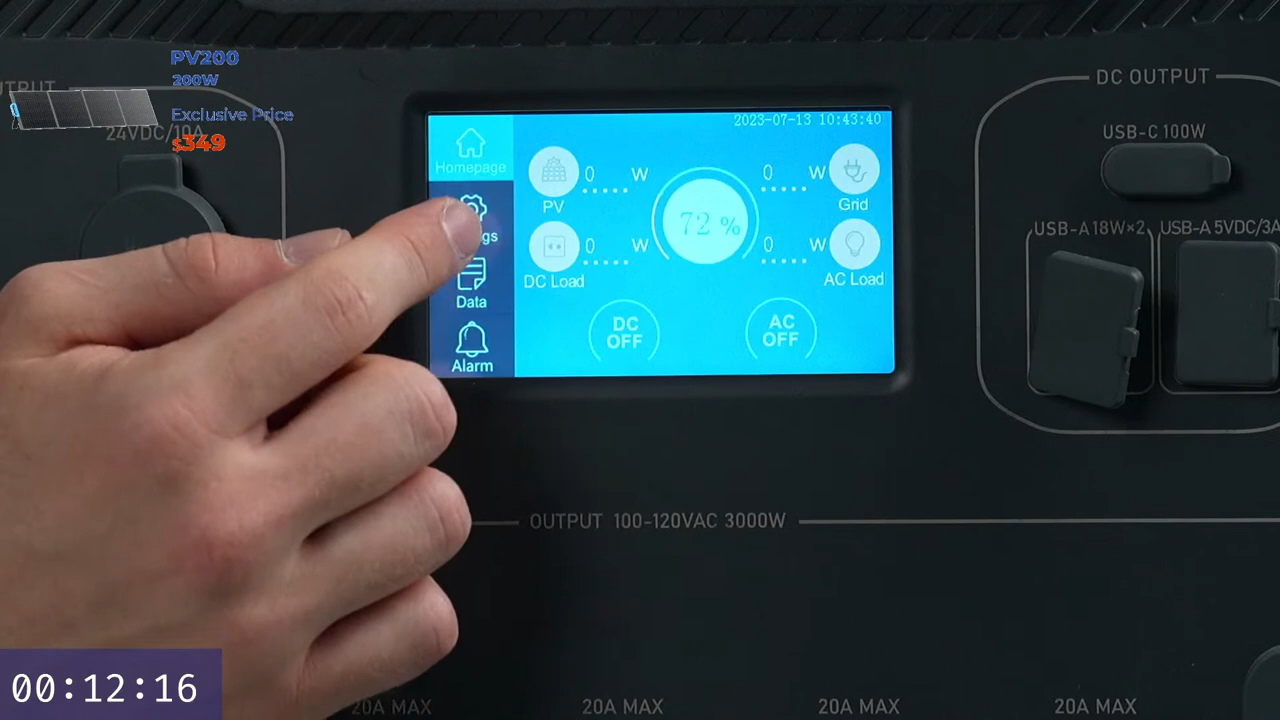 PV200
200W
Exclusive Price
$349
24VDC/10A
2023-07-13 10:43:40
Homepage
Data
Alarm
0 W
PV
0 W
DC Load
72 %
0 W
Grid
0 W
AC Load
DC
OFF
AC
OFF
DC OUTPUT
USB-C 100W
USB-A 18W×2
USB-A 5VDC/3A
OUTPUT 100-120VAC 3000W
20A MAX
20A MAX
20A MAX
20A MAX
00:12:16